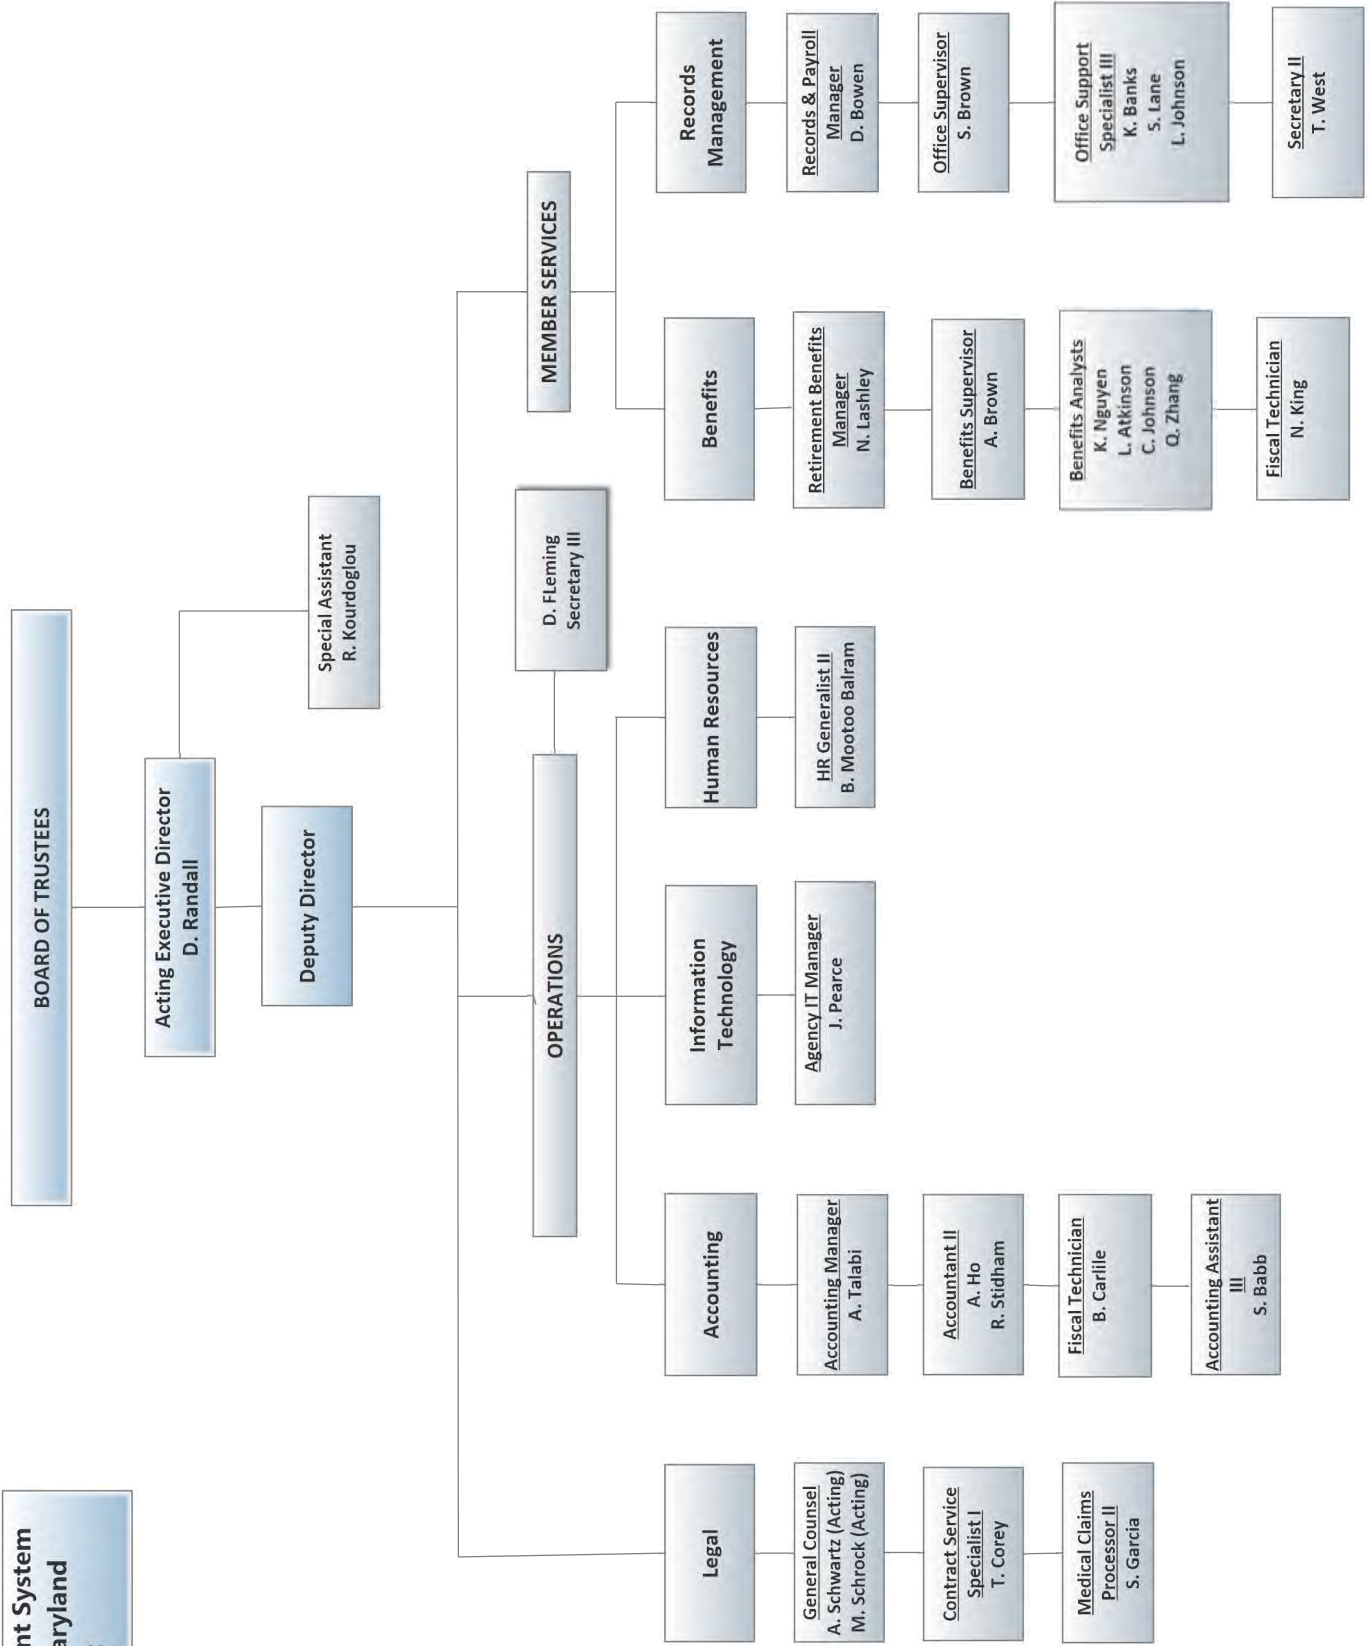 nt System
aryland
BOARD OF TRUSTEES
Acting Executive Director
D. Randall
Special Assistant
R. Kourdoglou
Deputy Director
OPERATIONS
D. FLeming
Secretary III
MEMBER SERVICES
Legal
General Counsel
A. Schwartz (Acting)
M. Schrock (Acting)
Contract Service
Specialist I
T. Corey
Medical Claims
Processor II
S. Garcia
Accounting
Accounting Manager
A. Talabi
Accountant II
A. Ho
R. Stidham
Fiscal Technician
B. Carlile
Accounting Assistant
III
S. Babb
Information
Technology
Agency IT Manager
J. Pearce
Human Resources
HR Generalist II
B. Mootoo Balram
Benefits
Retirement Benefits
Manager
N. Lashley
Benefits Supervisor
A. Brown
Benefits Analysts
K. Nguyen
L. Atkinson
C. Johnson
Q. Zhang
Fiscal Technician
N. King
Records
Management
Records & Payroll
Manager
D. Bowen
Office Supervisor
S. Brown
Office Support
Specialist III
K. Banks
S. Lane
L. Johnson
Secretary II
T. West